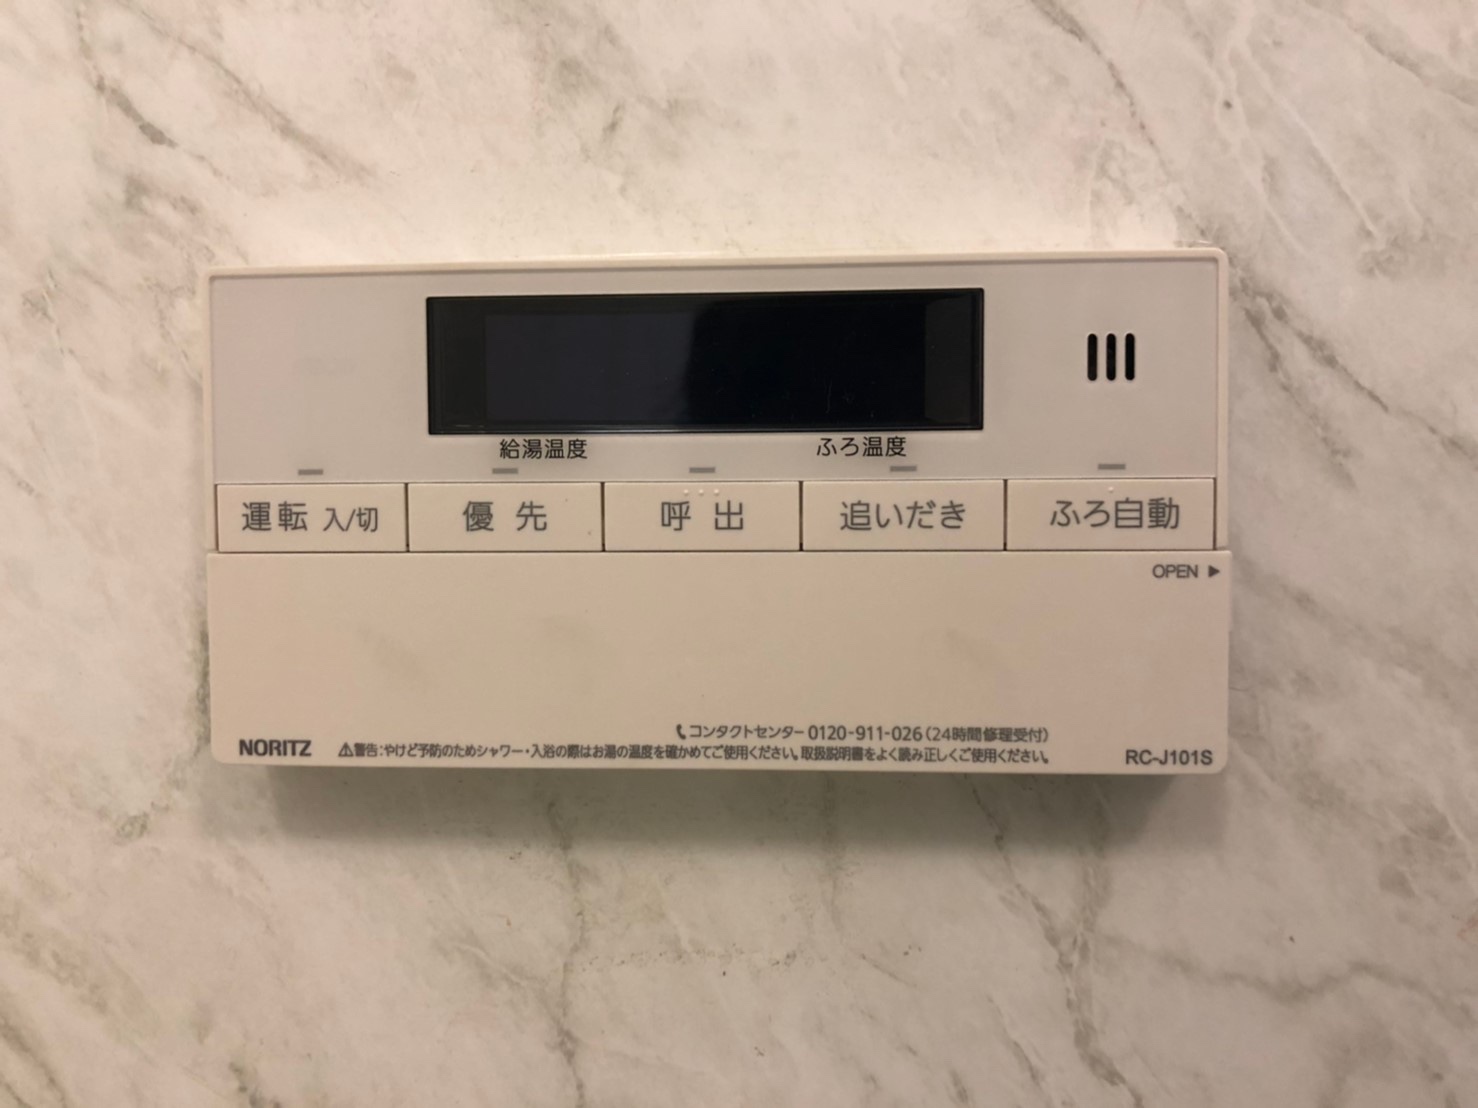 給湯温度 ふろ温度
運転 入/切 優先 呼出 追いだき ふろ自動
OPEN ▶
コンタクトセンター 0120-911-026(24時間修理受付)
NORITZ ⚠警告:やけど予防のためシャワー・入浴の際はお湯の温度を確かめてご使用ください。取扱説明書をよく読み正しくご使用ください。 RC-J101S